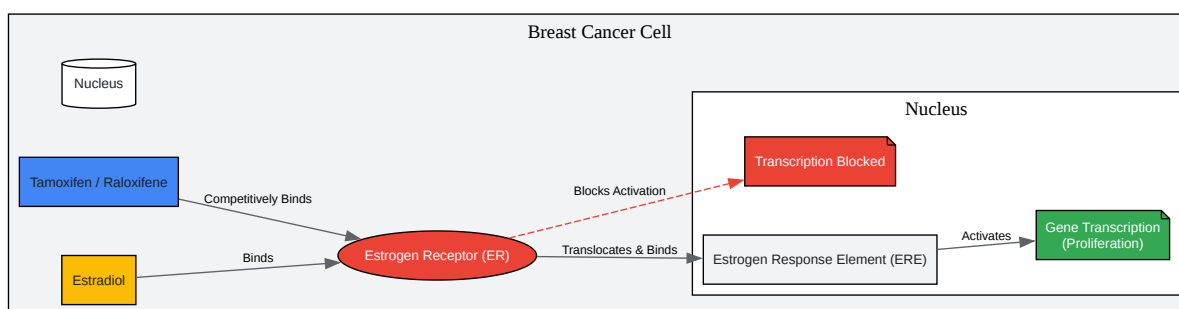 Breast Cancer Cell
Nucleus
Nucleus
Transcription Blocked
Tamoxifen / Raloxifene
Competitively Binds
Blocks Activation
Gene Transcription
(Proliferation)
Activates
Translocates & Binds
Estrogen Receptor (ER)
Estrogen Response Element (ERE)
Binds
Estradiol